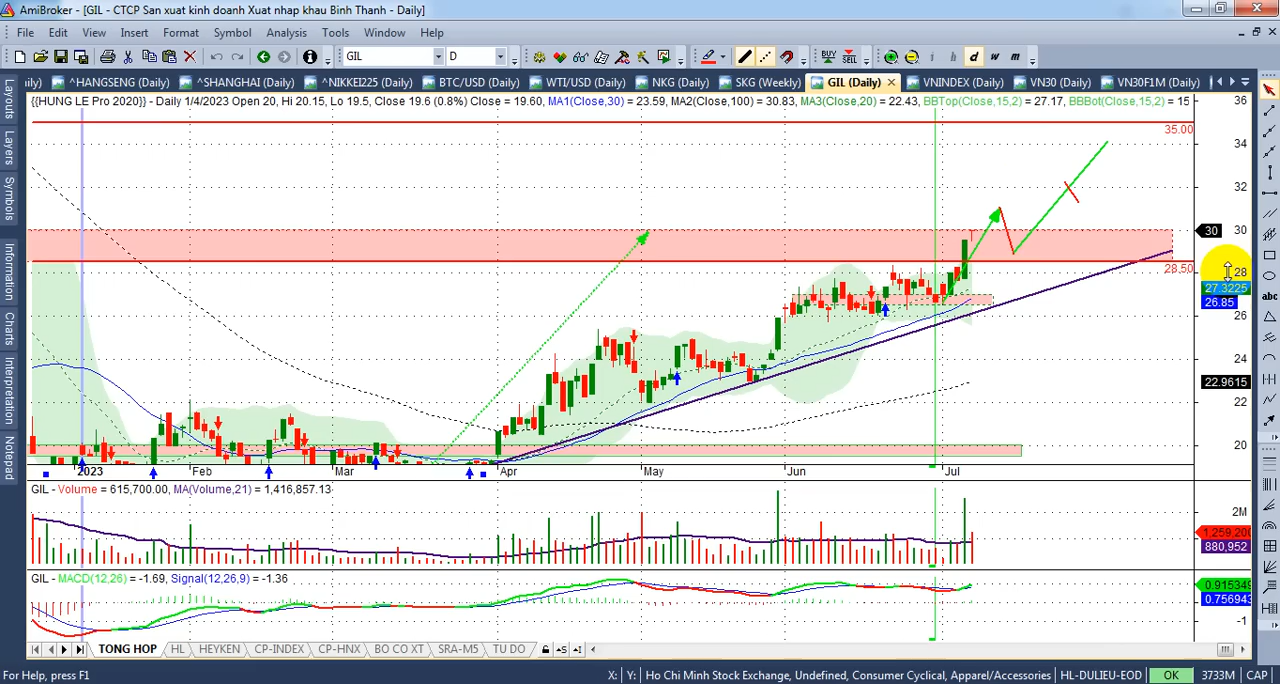 AmiBroker - [GIL - CTCP San xuat kinh doanh Xuat nhap khau Binh Thanh - Daily]
File Edit View Insert Format Symbol Analysis Tools Window Help
GIL D BUY SELL h i d w m
ily) ^HANGSENG (Daily) ^SHANGHAI (Daily) ^NIKKEI225 (Daily) BTC/USD (Daily) WTI/USD (Daily) NKG (Daily) SKG (Weekly) GIL (Daily) VNINDEX (Daily) VN30 (Daily) VN30F1M (Daily)
{{HUNG LE Pro 2020}} - Daily 1/4/2023 Open 20, Hi 20.15, Lo 19.5, Close 19.6 (0.8%) Close = 19.60, MA1(Close,30) = 23.59, MA2(Close,100) = 30.83, MA3(Close,20) = 22.43, BBTop(Close,15,2) = 27.17, BBBot(Close,15,2) = 15
Layouts
Layers
Symbols
Information
Charts
Interpretation
Notepad
36
35.00
34
32
30
30
28.50
28
27.3225
26.85
26
24
22.9615
22
20
2023 Feb Mar Apr May Jun Jul
GIL - Volume = 615,700.00, MA(Volume,21) = 1,416,857.13
2M
1,259,200
880,952
GIL - MACD(12,26) = -1.69, Signal(12,26,9) = -1.36
0.915349
0.756943
-1
abc
TONG HOP HL HEYKEN CP-INDEX CP-HNX BO CO XT SRA-M5 TU DO
For Help, press F1 X: Y: Ho Chi Minh Stock Exchange, Undefined, Consumer Cyclical, Apparel/Accessories HL-DULIEU-EOD OK 3733M CAP